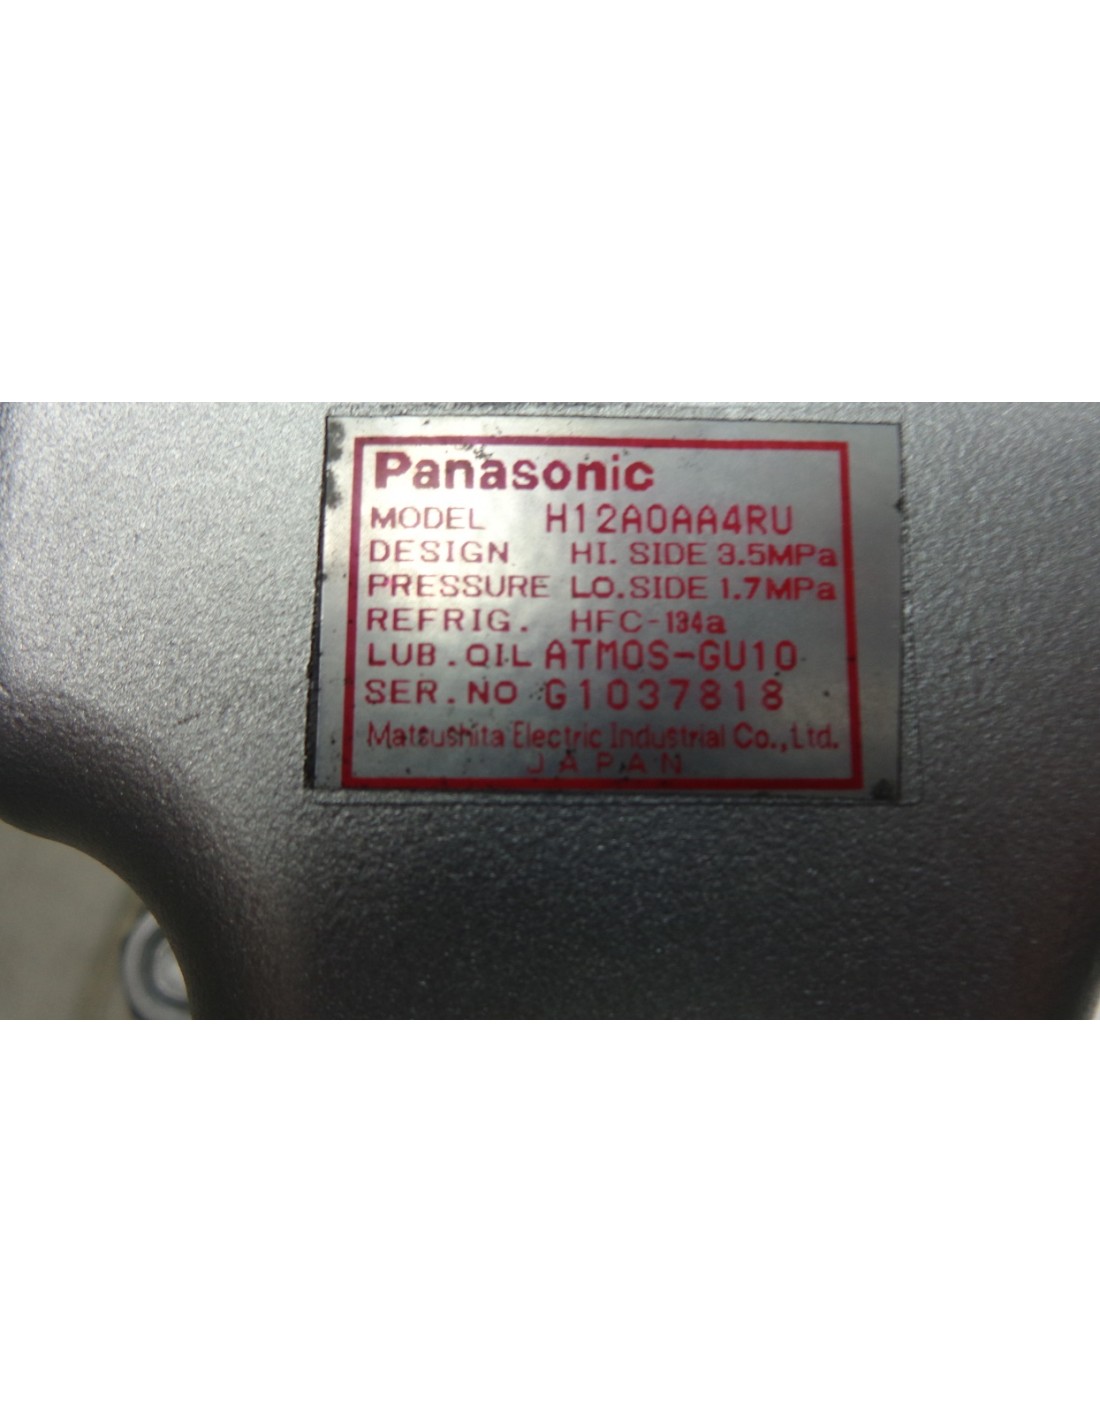 Panasonic
MODEL H12A0AA4RU
DESIGN HI. SIDE 3.5MPa
PRESSURE LO.SIDE 1.7MPa
REFRIG. HFC-134a
LUB.OIL ATMOS-GU10
SER.NO G1037818
Matsushita Electric Industrial Co.,Ltd.
JAPAN